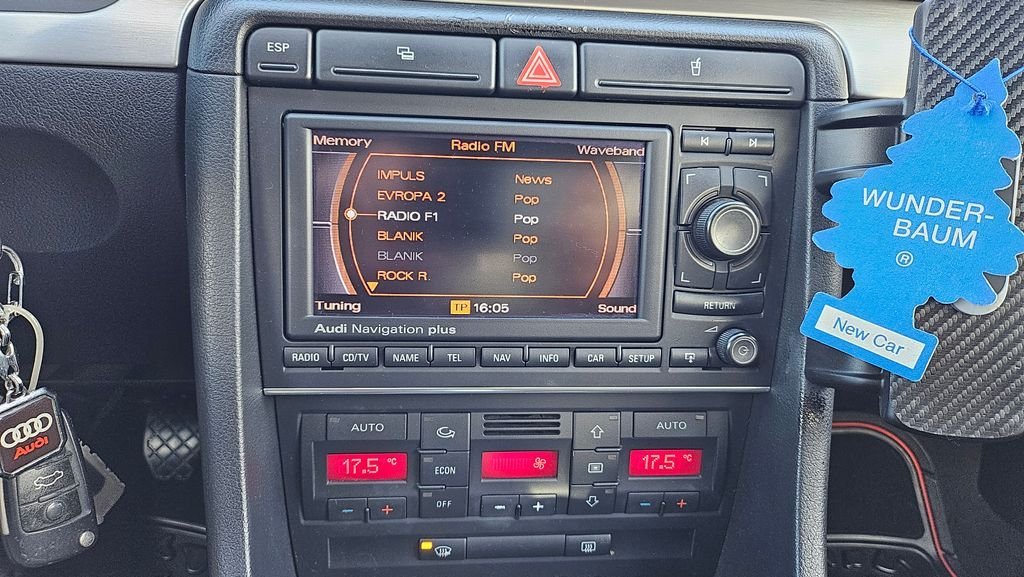 ESP
Memory
Radio FM
Waveband
IMPULS News
EVROPA 2 Pop
RADIO F1 Pop
BLANIK Pop
BLANIK Pop
ROCK R. Pop
Tuning
TP 16:05
Sound
Audi Navigation plus
RETURN
RADIO CD/TV NAME TEL NAV INFO CAR SETUP
AUTO
AUTO
17.5 °C
ECON
17.5 °C
OFF
Audi
WUNDER-
BAUM
®
New Car